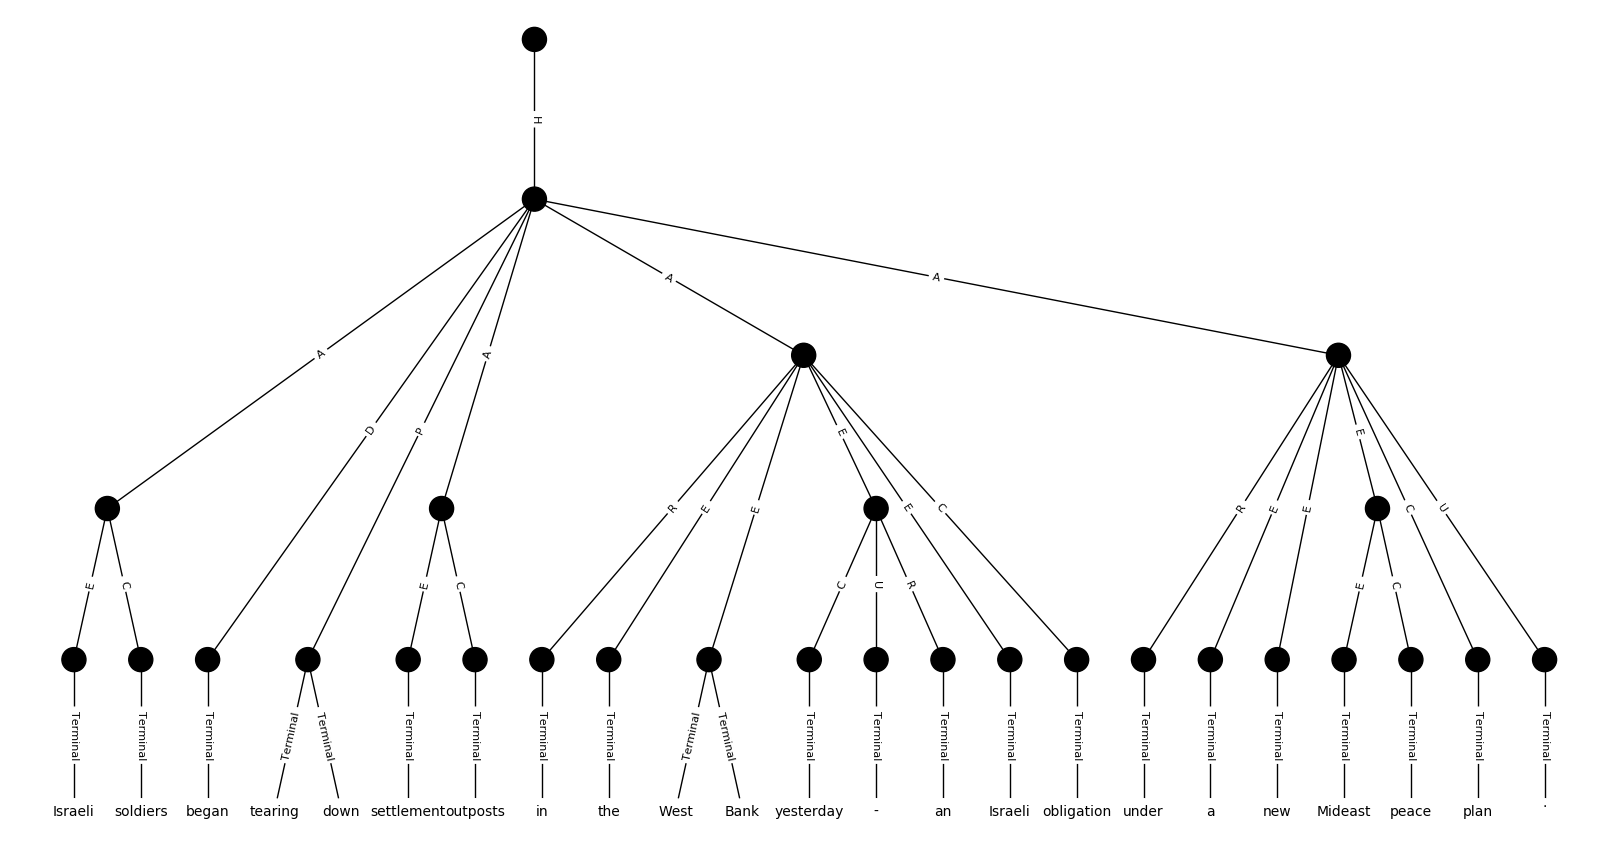 H
A
A
A
D
P
A
E
E
R
E
E
E
C
R
E
E
C
U
E
C
E
C
C
U
R
E
C
Terminal Terminal Terminal Terminal Terminal Terminal Terminal Terminal Terminal Terminal Terminal Terminal Terminal Terminal Terminal Terminal Terminal Terminal Terminal Terminal Terminal Terminal Terminal
Israeli soldiers began tearing down settlement outposts in the West Bank yesterday - an Israeli obligation under a new Mideast peace plan .